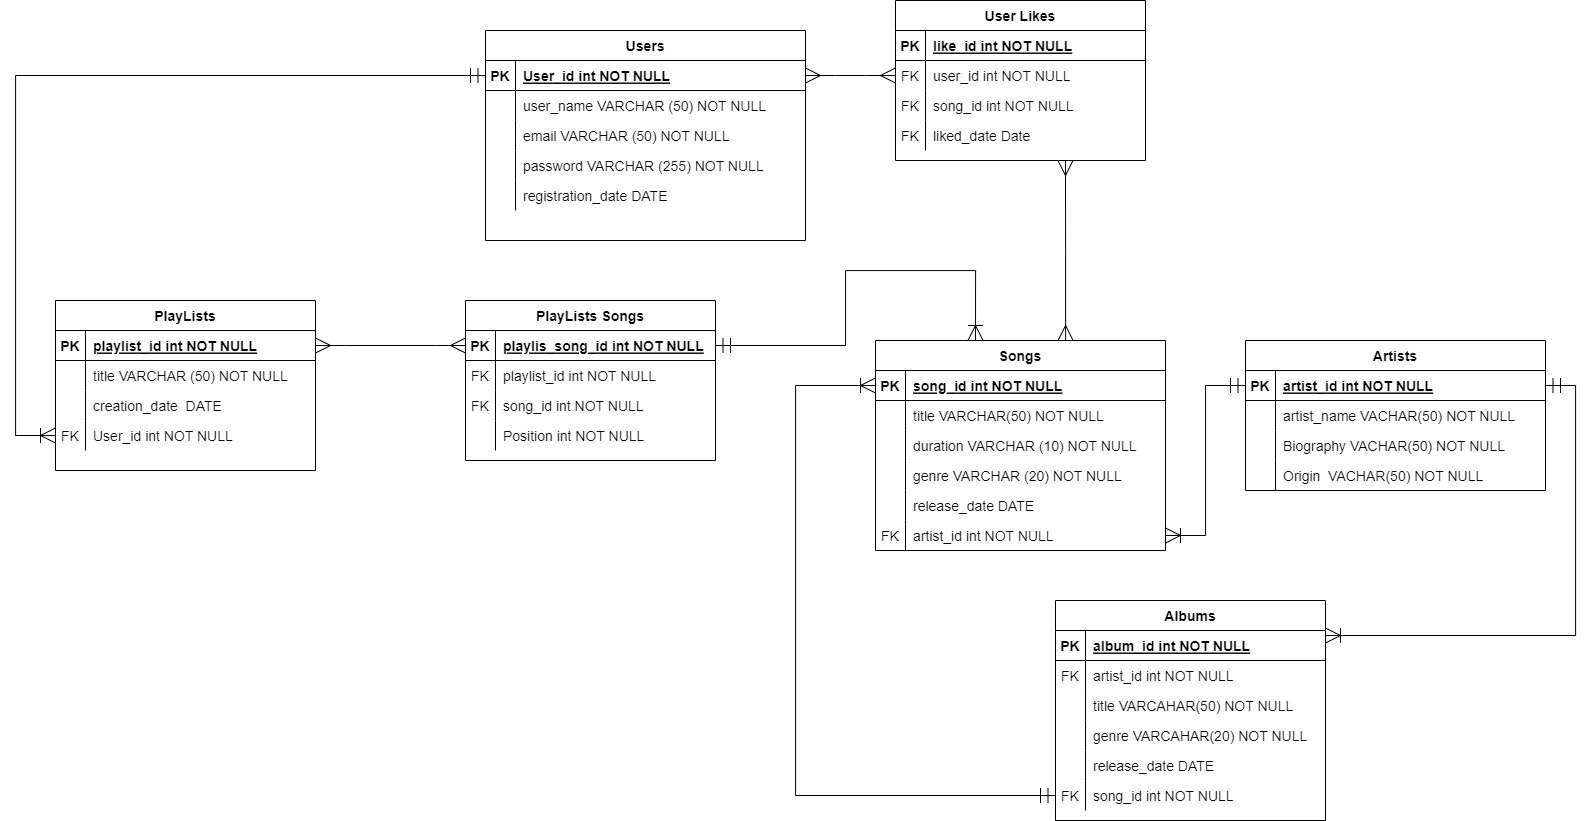 User Likes
PK like_id int NOT NULL
FK user_id int NOT NULL
FK song_id int NOT NULL
FK liked_date Date
Users
PK User_id int NOT NULL
user_name VARCHAR (50) NOT NULL
email VARCHAR (50) NOT NULL
password VARCHAR (255) NOT NULL
registration_date DATE
PlayLists
PK playlist_id int NOT NULL
title VARCHAR (50) NOT NULL
creation_date  DATE
FK User_id int NOT NULL
PlayLists Songs
PK playlis_song_id int NOT NULL
FK playlist_id int NOT NULL
FK song_id int NOT NULL
Position int NOT NULL
Songs
PK song_id int NOT NULL
title VARCHAR(50) NOT NULL
duration VARCHAR (10) NOT NULL
genre VARCHAR (20) NOT NULL
release_date DATE
FK artist_id int NOT NULL
Artists
PK artist_id int NOT NULL
artist_name VACHAR(50) NOT NULL
Biography VACHAR(50) NOT NULL
Origin  VACHAR(50) NOT NULL
Albums
PK album_id int NOT NULL
FK artist_id int NOT NULL
title VARCAHAR(50) NOT NULL
genre VARCAHAR(20) NOT NULL
release_date DATE
FK song_id int NOT NULL